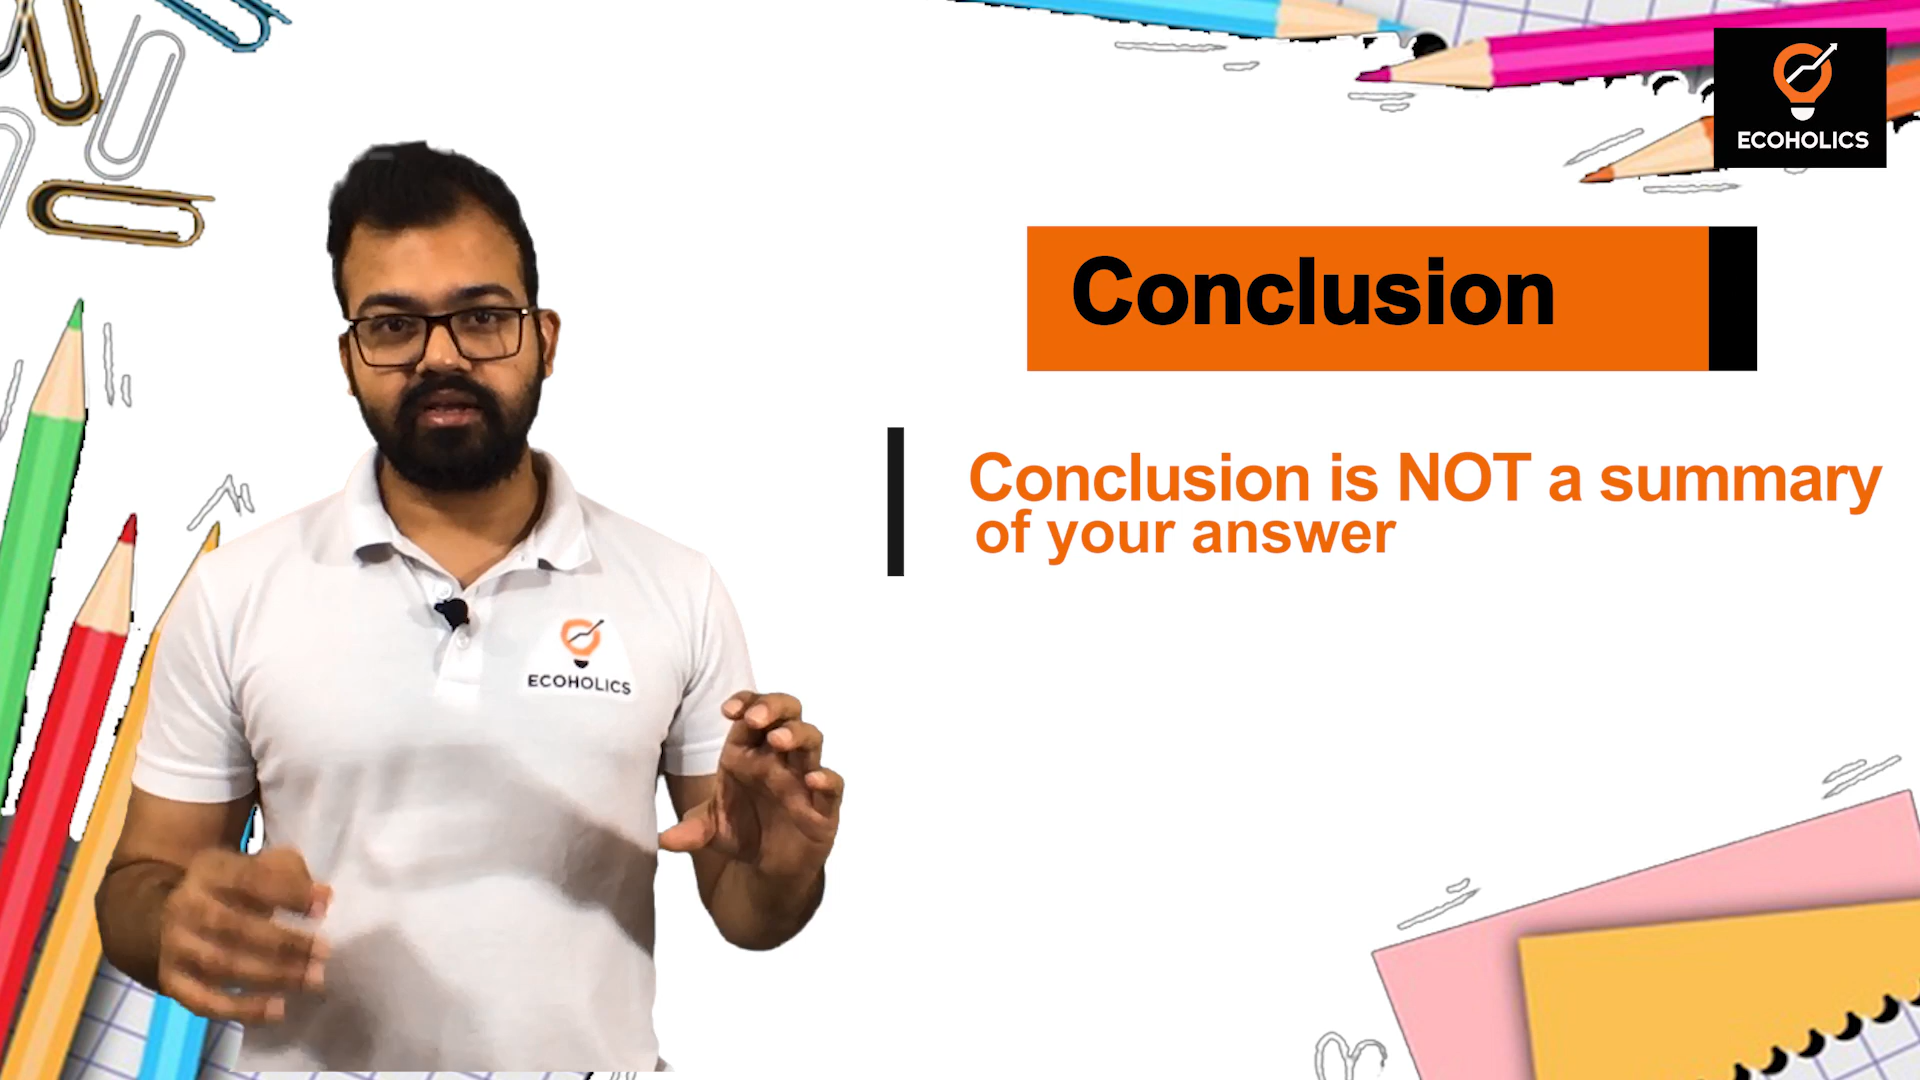 ECOHOLICS
Conclusion
Conclusion is NOT a summary
of your answer
ECOHOLICS